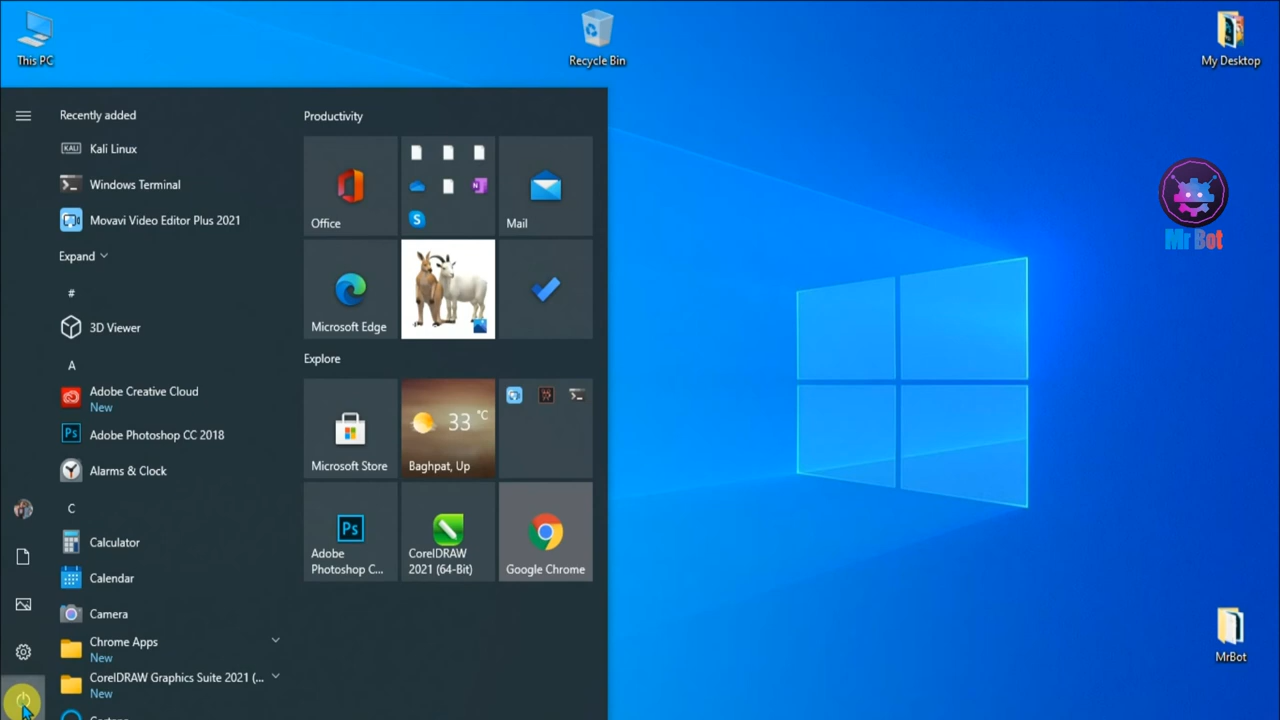 This PC
Recycle Bin
My Desktop
Recently added
KALI
Kali Linux
Windows Terminal
Movavi Video Editor Plus 2021
Expand
#
3D Viewer
A
Adobe Creative Cloud
New
Ps
Adobe Photoshop CC 2018
Alarms & Clock
C
Calculator
Calendar
Camera
Chrome Apps
New
CorelDRAW Graphics Suite 2021 (...
New
Productivity
Office
N
S
Mail
Microsoft Edge
Explore
Microsoft Store
33 °C
Baghpat, Up
Ps
Adobe
Photoshop C...
CorelDRAW
2021 (64-Bit)
Google Chrome
Mr Bot
MrBot